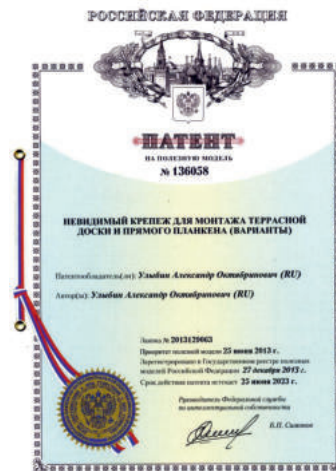 РОССИЙСКАЯ ФЕДЕРАЦИЯ
ПАТЕНТ
НА ПОЛЕЗНУЮ МОДЕЛЬ
№ 136058
НЕВИДИМЫЙ КРЕПЕЖ ДЛЯ МОНТАЖА ТЕРРАСНОЙ
ДОСКИ И ПРЯМОГО ПЛАНКЕНА (ВАРИАНТЫ)
Патентообладатель(ли): Улыбин Александр Октябринович (RU)
Автор(ы): Улыбин Александр Октябринович (RU)
Заявка № 2013129063
Приоритет полезной модели 25 июня 2013 г.
Зарегистрировано в Государственном реестре полезных
моделей Российской Федерации 27 декабря 2013 г.
Срок действия патента истекает 25 июня 2023 г.
Руководитель Федеральной службы
по интеллектуальной собственности
Б.П. Симонов